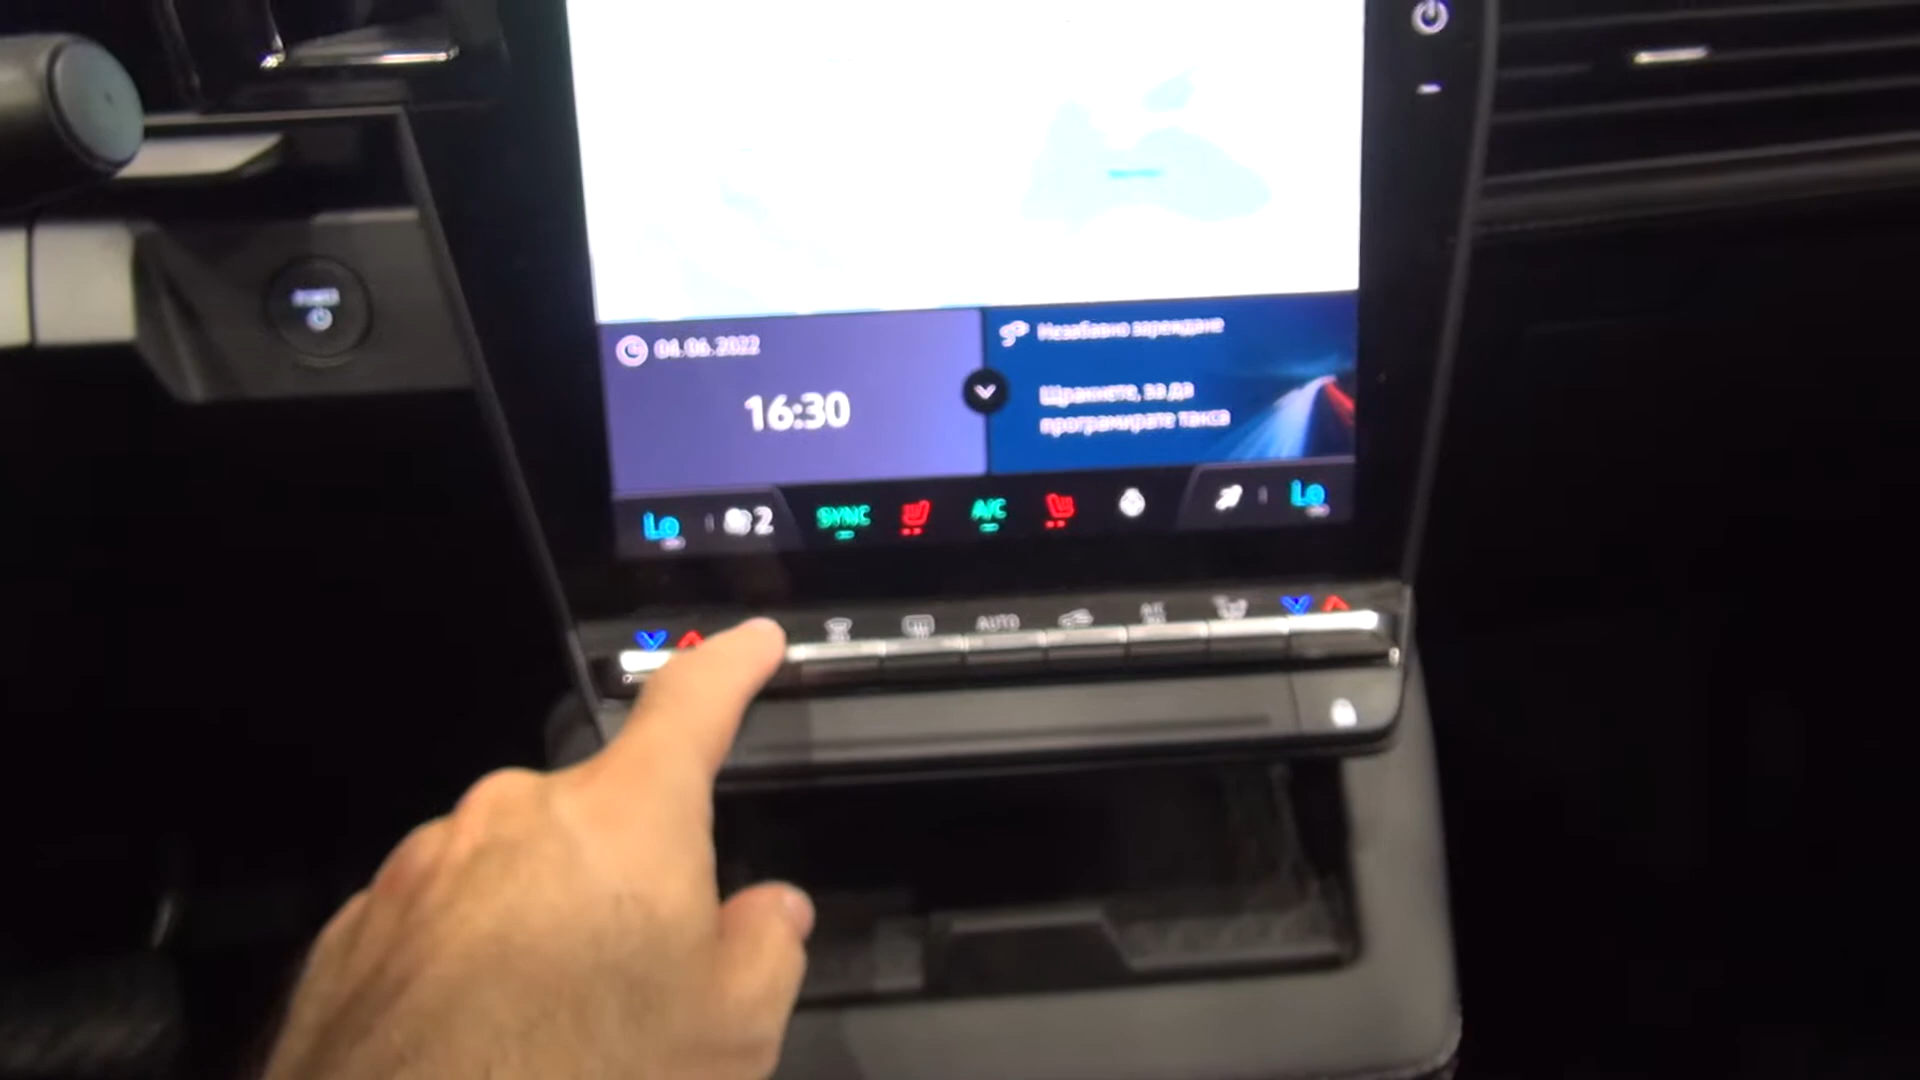 04.06.2022
16:30
Незабавно зареждане
Щракнете, за да
програмирате такса
Lo
2
SYNC
A/C
Lo
AUTO